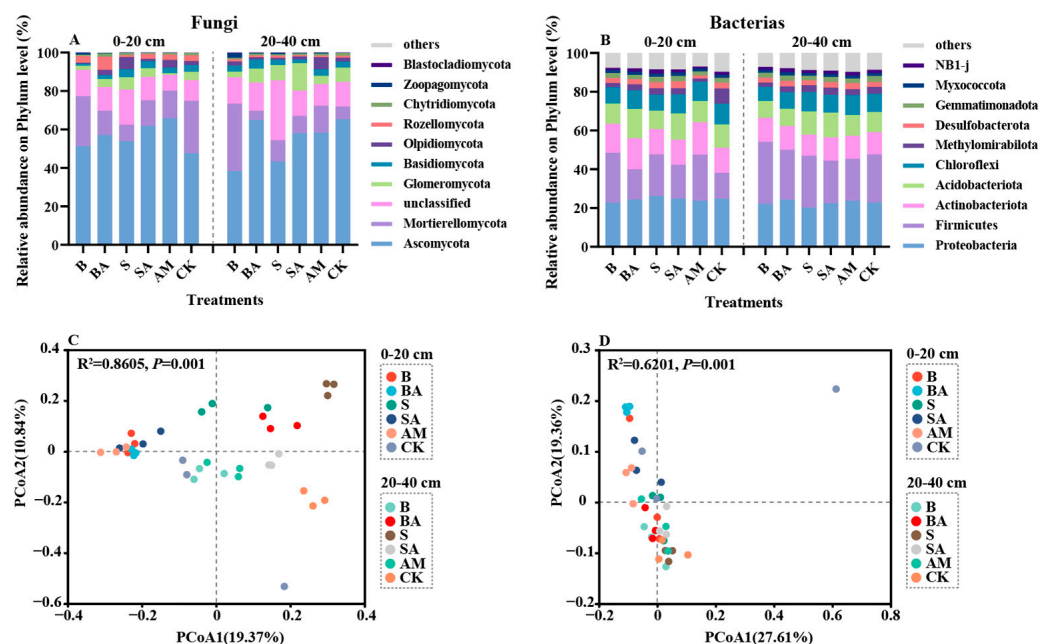 Fungi
Bacterias
Relative abundance on Phylum level (%)
100
80
60
40
20
0
A
0-20 cm
20-40 cm
B
BA
S
SA
AM
CK
B
BA
S
SA
AM
CK
Treatments
others
Blastocladiomycota
Zoopagomycota
Chytridiomycota
Rozellomycota
Olpidiomycota
Basidiomycota
Glomeromycota
unclassified
Mortierellomycota
Ascomycota
Relative abundance on Phylum level (%)
100
80
60
40
20
0
B
0-20 cm
20-40 cm
B
BA
S
SA
AM
CK
B
BA
S
SA
AM
CK
Treatments
others
NB1-j
Myxococcota
Gemmatimonadota
Desulfobacterota
Methylomirabilota
Chloroflexi
Acidobacteriota
Actinobacteriota
Firmicutes
Proteobacteria
C
R²=0.8605, P=0.001
PCoA2(10.84%)
0.4
0.2
0
−0.2
−0.4
−0.6
−0.4
−0.2
0
0.2
0.4
PCoA1(19.37%)
0-20 cm
B
BA
S
SA
AM
CK
20-40 cm
B
BA
S
SA
AM
CK
D
R²=0.6201, P=0.001
PCoA2(19.36%)
0.3
0.2
0.1
0
−0.1
−0.2
−0.2
0
0.2
0.4
0.6
0.8
PCoA1(27.61%)
0-20 cm
B
BA
S
SA
AM
CK
20-40 cm
B
BA
S
SA
AM
CK